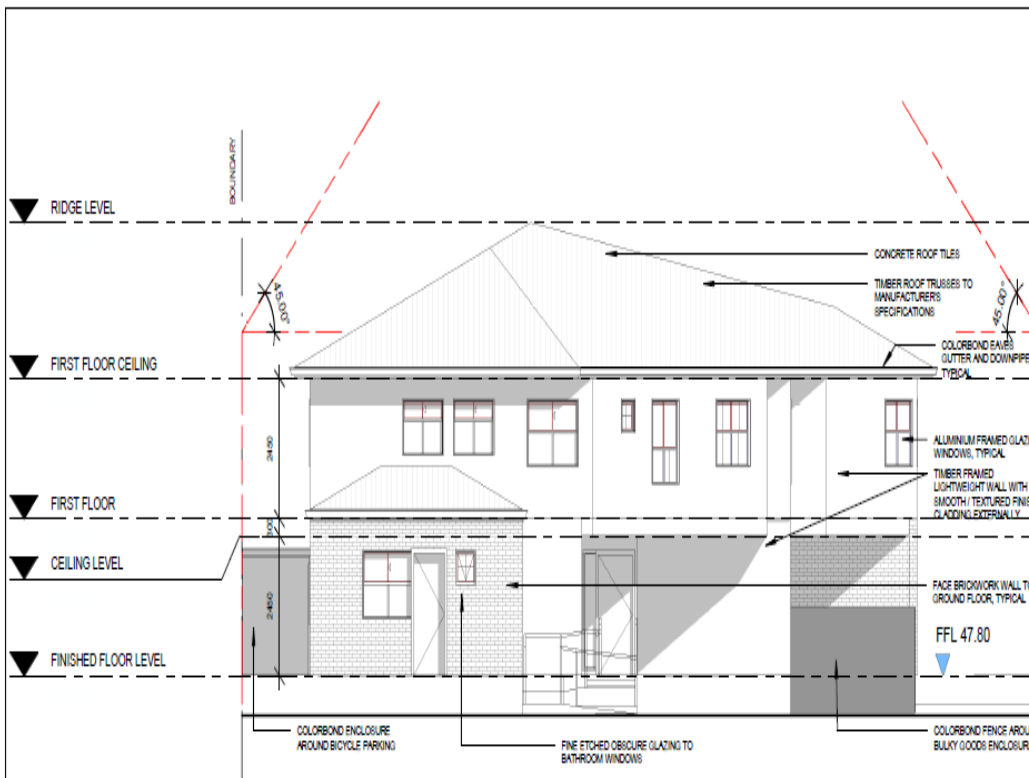 BOUNDARY
RIDGE LEVEL
CONCRETE ROOF TILES
TIMBER ROOF TRUSSES TO
MANUFACTURER'S
SPECIFICATIONS
45.00°
45.00°
COLORBOND EAVES
GUTTER AND DOWNPIPE
TYPICAL
FIRST FLOOR CEILING
2450
ALUMINIUM FRAMED GLAZ
WINDOWS, TYPICAL
TIMBER FRAMED
LIGHTWEIGHT WALL WITH
SMOOTH / TEXTURED FINIS
CLADDING EXTERNALLY
FIRST FLOOR
300
CEILING LEVEL
2450
FACE BRICKWORK WALL TO
GROUND FLOOR, TYPICAL
FFL 47.80
FINISHED FLOOR LEVEL
COLORBOND ENCLOSURE
AROUND BICYCLE PARKING
FINE ETCHED OBSCURE GLAZING TO
BATHROOM WINDOWS
COLORBOND FENCE AROU
BULKY GOODS ENCLOSUR